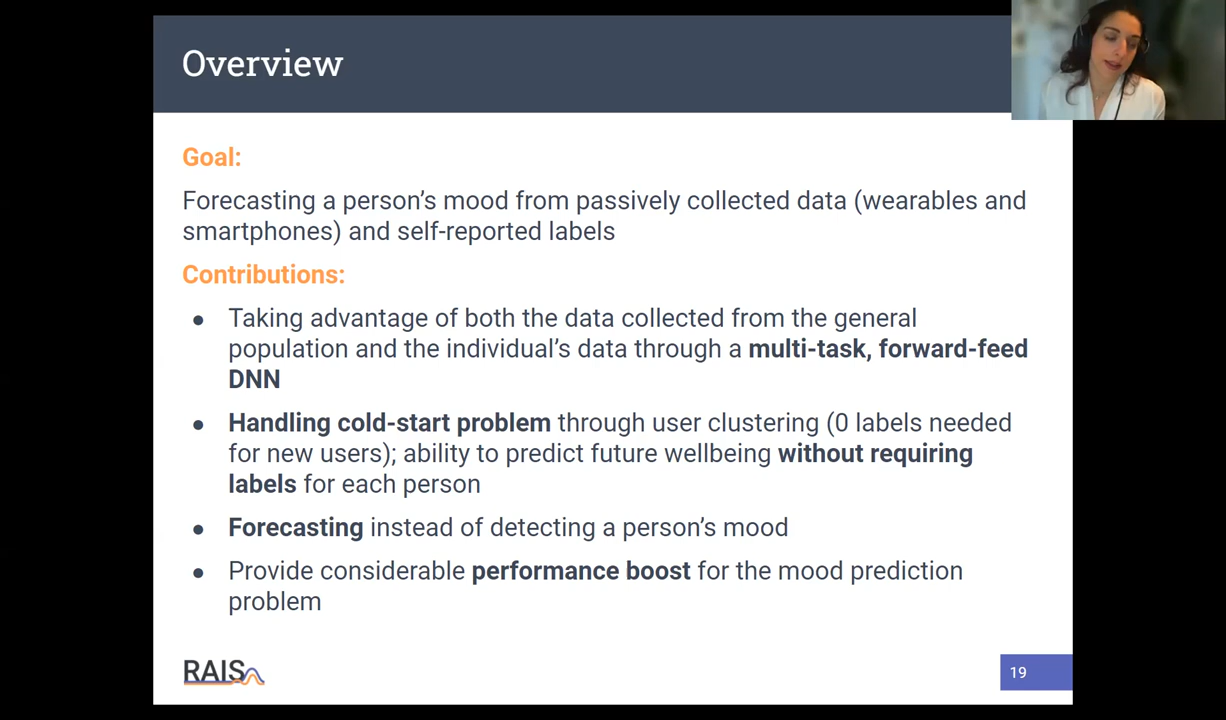 Overview
Goal:
Forecasting a person's mood from passively collected data (wearables and
smartphones) and self-reported labels
Contributions:
● Taking advantage of both the data collected from the general
population and the individual's data through a multi-task, forward-feed
DNN
● Handling cold-start problem through user clustering (0 labels needed
for new users); ability to predict future wellbeing without requiring
labels for each person
● Forecasting instead of detecting a person's mood
● Provide considerable performance boost for the mood prediction
problem
RAIS
19